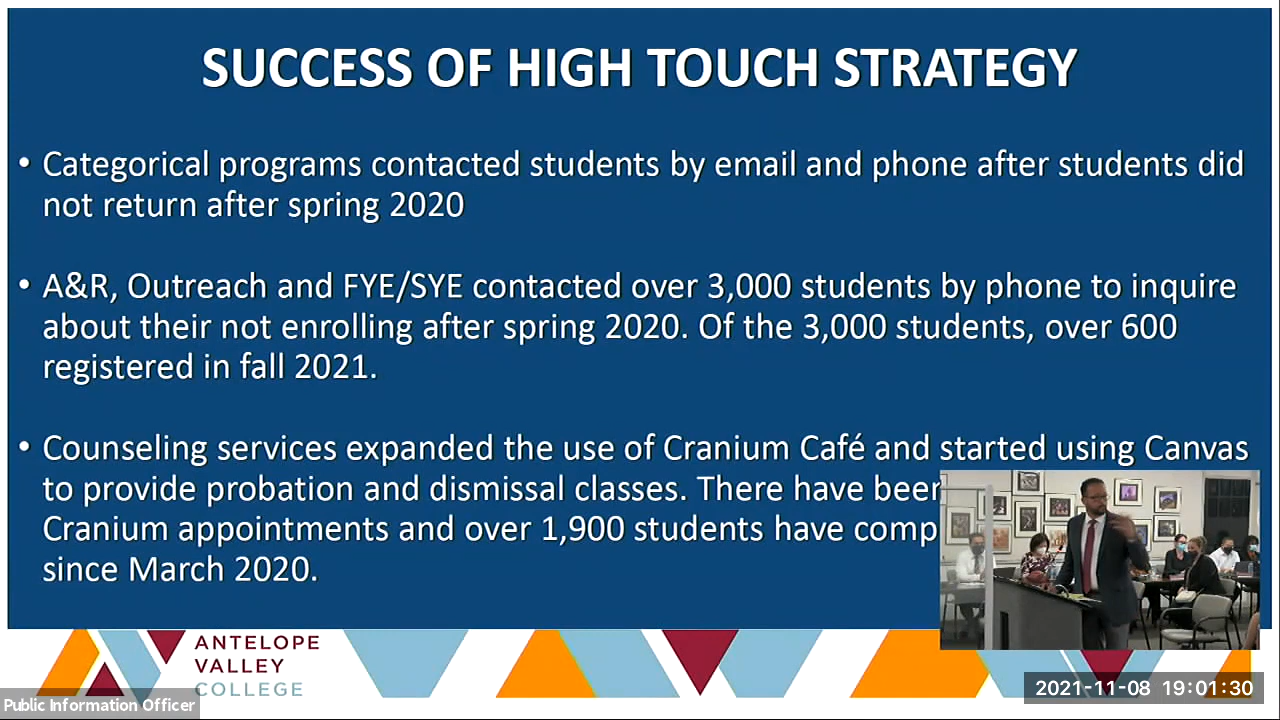 SUCCESS OF HIGH TOUCH STRATEGY
• Categorical programs contacted students by email and phone after students did
not return after spring 2020
• A&R, Outreach and FYE/SYE contacted over 3,000 students by phone to inquire
about their not enrolling after spring 2020. Of the 3,000 students, over 600
registered in fall 2021.
• Counseling services expanded the use of Cranium Café and started using Canvas
to provide probation and dismissal classes. There have been
Cranium appointments and over 1,900 students have comp
since March 2020.
ANTELOPE
VALLEY
COLLEGE
Public Information Officer
2021-11-08 19:01:30